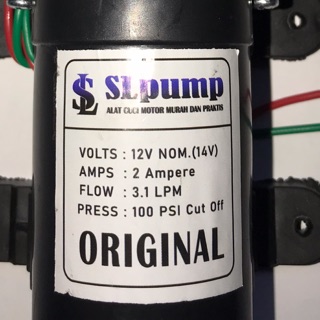 SL SLpump
ALAT CUCI MOTOR MURAH DAN PRAKTIS
VOLTS : 12V NOM.(14V)
AMPS : 2 Ampere
FLOW : 3.1 LPM
PRESS : 100 PSI Cut Off
ORIGINAL